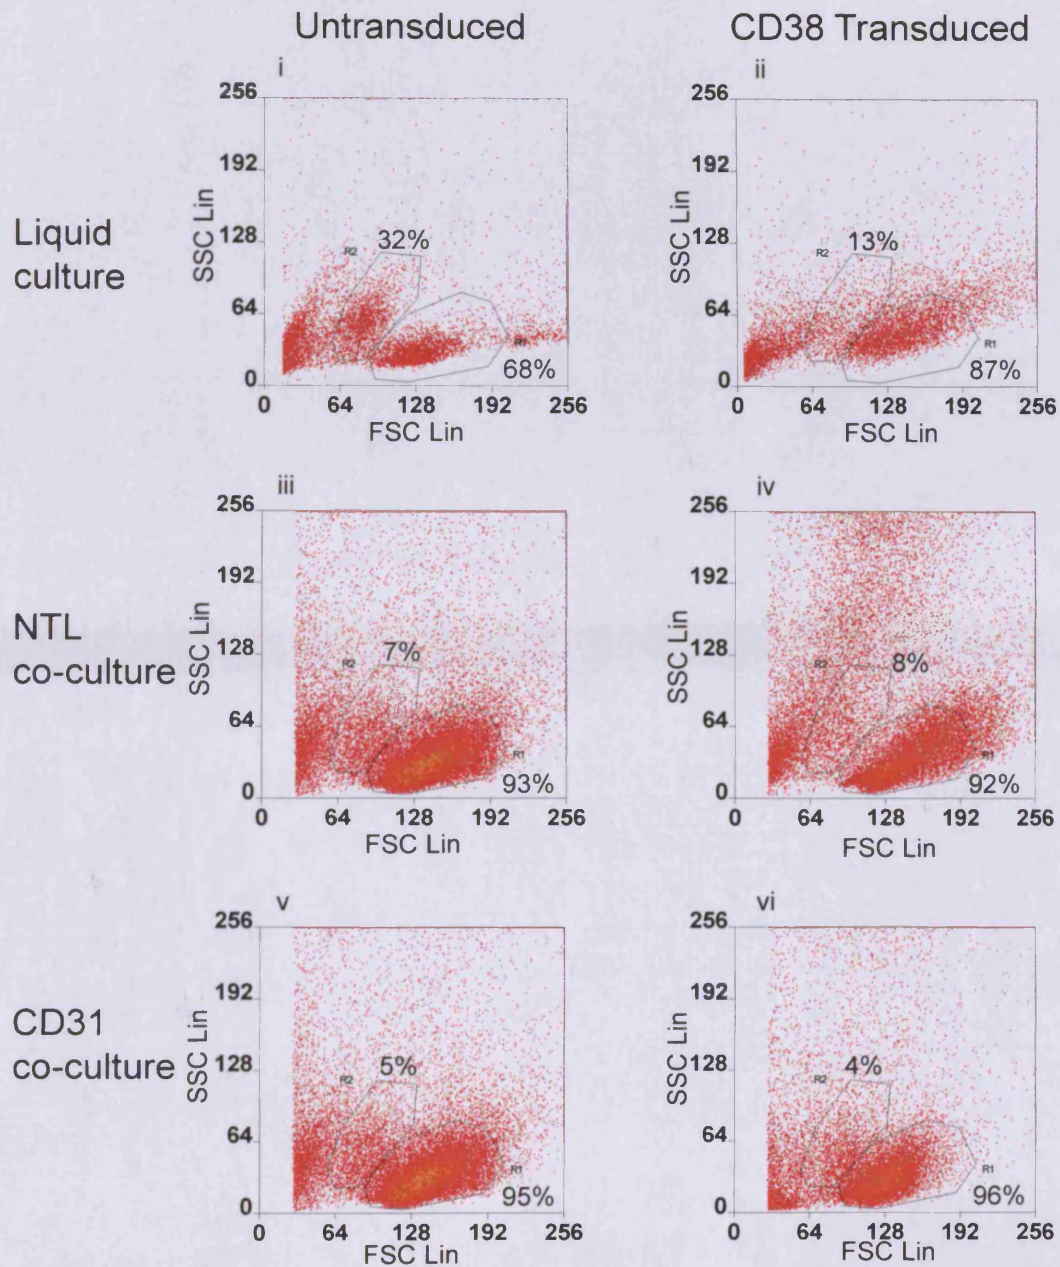 Untransduced
CD38 Transduced
Liquid
culture
i
256
192
128
64
0
SSC Lin
R2
32%
R1
68%
0 64 128 192 256
FSC Lin
ii
256
192
128
64
0
SSC Lin
R2
13%
R1
87%
0 64 128 192 256
FSC Lin
NTL
co-culture
iii
256
192
128
64
0
SSC Lin
R2
7%
R1
93%
0 64 128 192 256
FSC Lin
iv
256
192
128
64
0
SSC Lin
R2
8%
R1
92%
0 64 128 192 256
FSC Lin
CD31
co-culture
v
256
192
128
64
0
SSC Lin
R2
5%
R1
95%
0 64 128 192 256
FSC Lin
vi
256
192
128
64
0
SSC Lin
R2
4%
R1
96%
0 64 128 192 256
FSC Lin